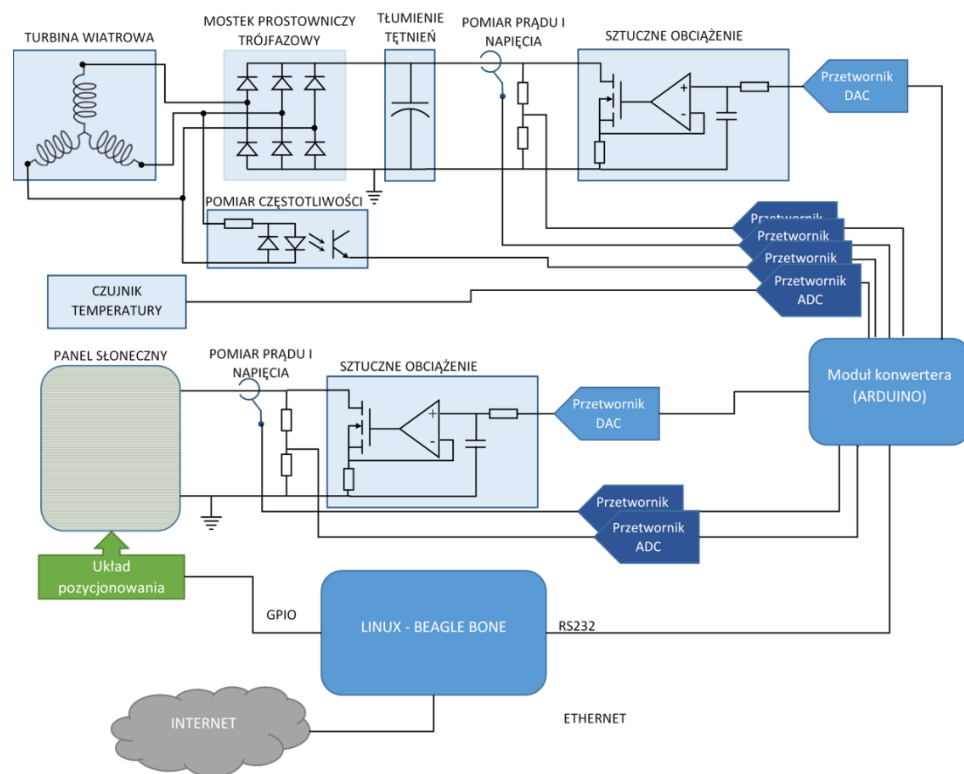 TURBINA WIATROWA
MOSTEK PROSTOWNICZY
TRÓJFAZOWY
TŁUMIENIE
TĘTNIEŃ
POMIAR PRĄDU I
NAPIĘCIA
SZTUCZNE OBCIĄŻENIE
+
-
Przetwornik
DAC
POMIAR CZĘSTOTLIWOŚCI
Przetwornik
Przetwornik
Przetwornik
Przetwornik
ADC
CZUJNIK
TEMPERATURY
PANEL SŁONECZNY
POMIAR PRĄDU I
NAPIĘCIA
SZTUCZNE OBCIĄŻENIE
+
-
Przetwornik
DAC
Moduł konwertera
(ARDUINO)
Przetwornik
Przetwornik
ADC
Układ
pozycjonowania
GPIO
LINUX - BEAGLE BONE
RS232
INTERNET
ETHERNET